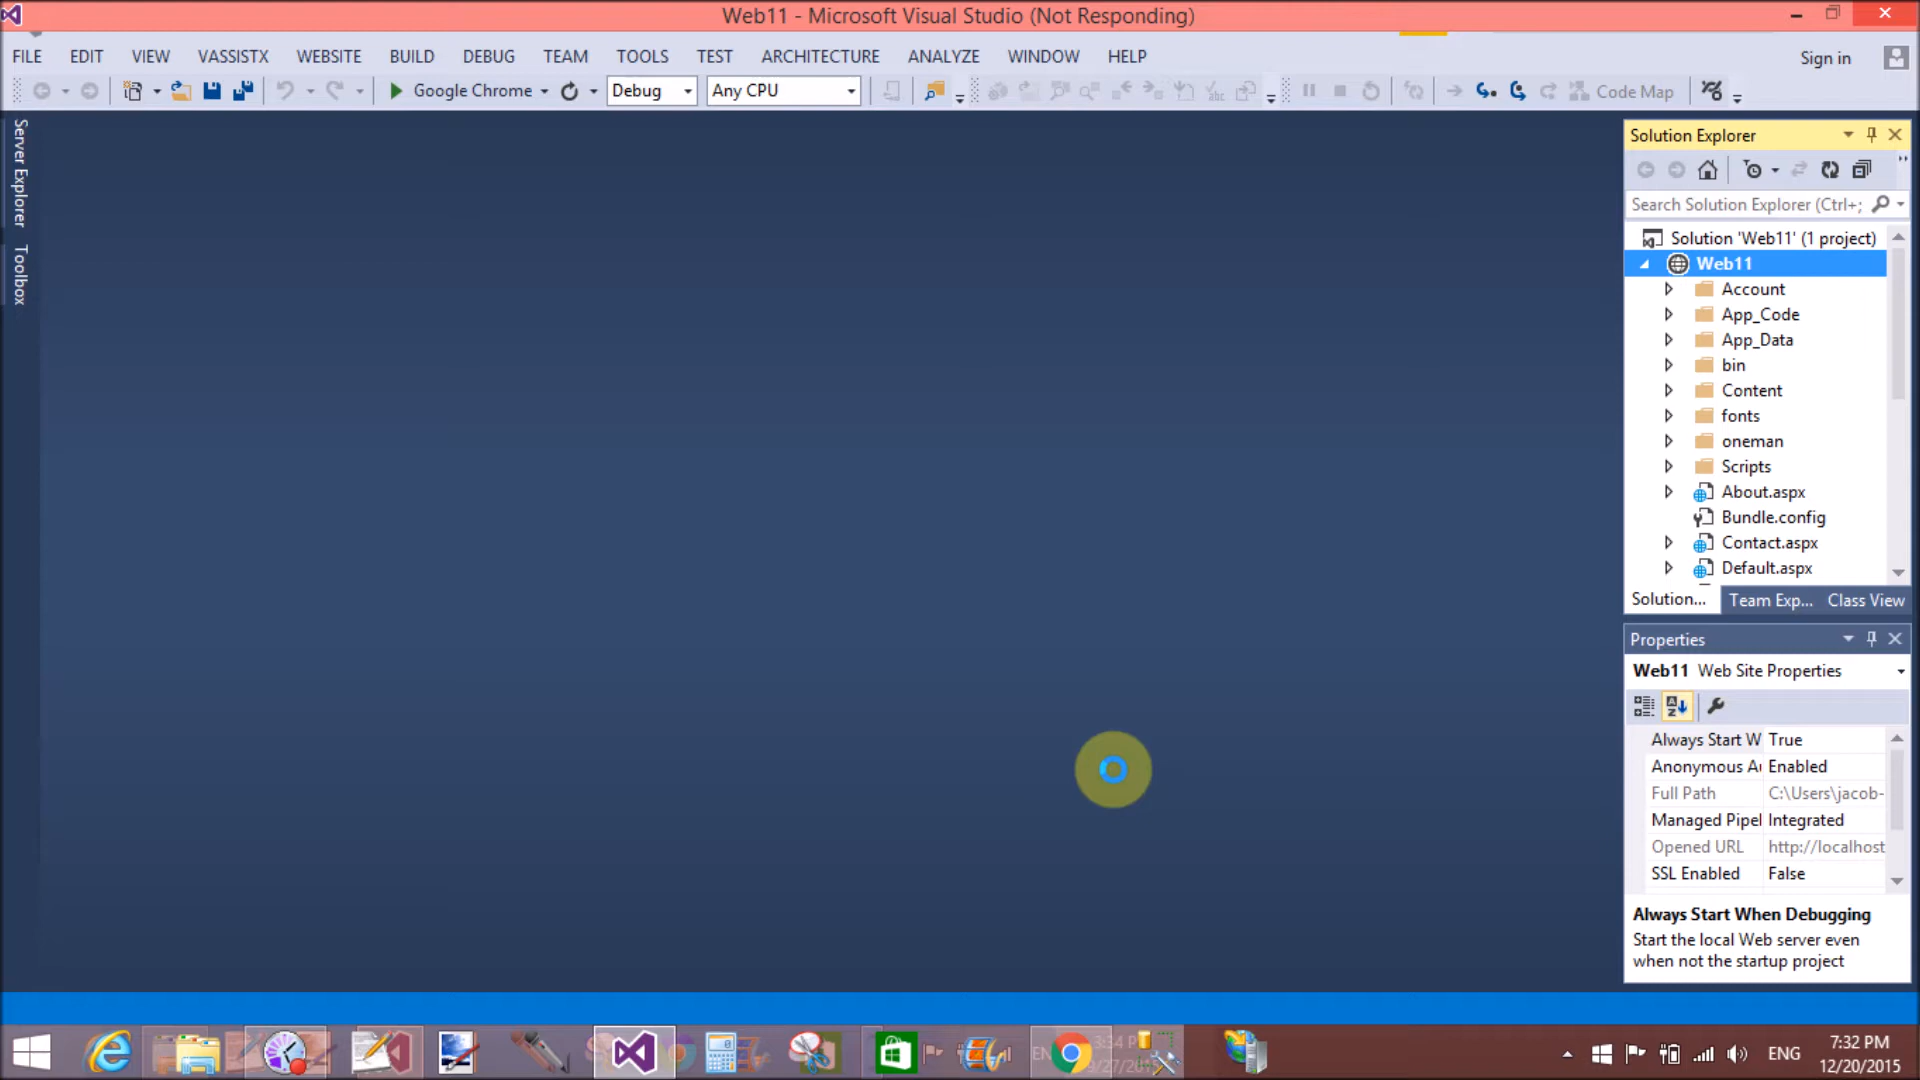 Web11 - Microsoft Visual Studio (Not Responding)
FILE EDIT VIEW VASSISTX WEBSITE BUILD DEBUG TEAM TOOLS TEST ARCHITECTURE ANALYZE WINDOW HELP Sign in
Google Chrome Debug Any CPU Code Map
Server Explorer
Toolbox
Solution Explorer
Search Solution Explorer (Ctrl+;
Solution 'Web11' (1 project)
Web11
Account
App_Code
App_Data
bin
Content
fonts
oneman
Scripts
About.aspx
Bundle.config
Contact.aspx
Default.aspx
Solution... Team Exp... Class View
Properties
Web11 Web Site Properties
Always Start W True
Anonymous Au Enabled
Full Path C:\Users\jacob-
Managed Pipel Integrated
Opened URL http://localhost
SSL Enabled False
Always Start When Debugging
Start the local Web server even
when not the startup project
ENG
7:32 PM
12/20/2015